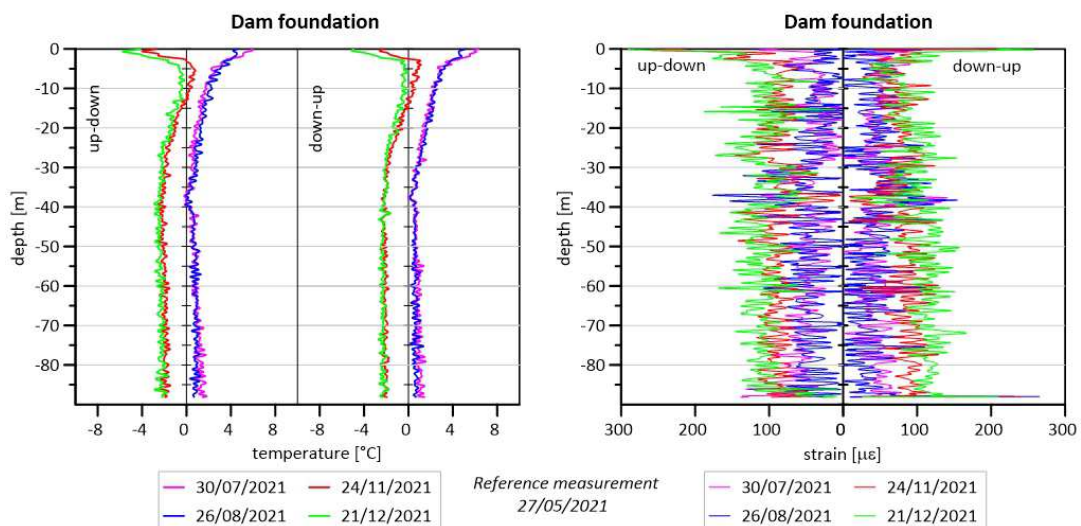 Dam foundation
0
-10
-20
-30
-40
-50
-60
-70
-80
depth [m]
up-down
down-up
-8 -4 0 4 8 -8 -4 0 4 8
temperature [°C]
Dam foundation
0
-10
-20
-30
-40
-50
-60
-70
-80
depth [m]
up-down
down-up
300 200 100 0 100 200 300
strain [µε]
30/07/2021 24/11/2021
26/08/2021 21/12/2021
Reference measurement
27/05/2021
30/07/2021 24/11/2021
26/08/2021 21/12/2021